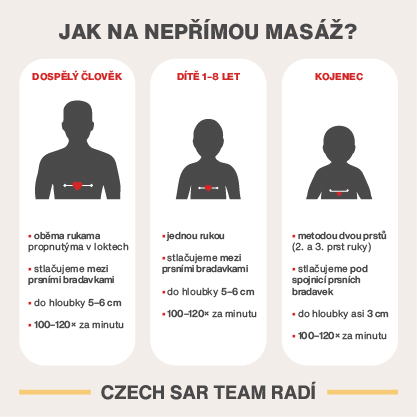 JAK NA NEPŘÍMOU MASÁŽ?
DOSPĚLÝ ČLOVĚK
▪ oběma rukama
propnutýma v loktech
▪ stlačujeme mezi
prsními bradavkami
▪ do hloubky 5–6 cm
▪ 100–120× za minutu
DÍTĚ 1–8 LET
▪ jednou rukou
▪ stlačujeme mezi
prsními bradavkami
▪ do hloubky 5–6 cm
▪ 100–120× za minutu
KOJENEC
▪ metodou dvou prstů
(2. a 3. prst ruky)
▪ stlačujeme pod
spojnicí prsních
bradavek
▪ do hloubky asi 3 cm
▪ 100–120× za minutu
CZECH SAR TEAM RADÍ